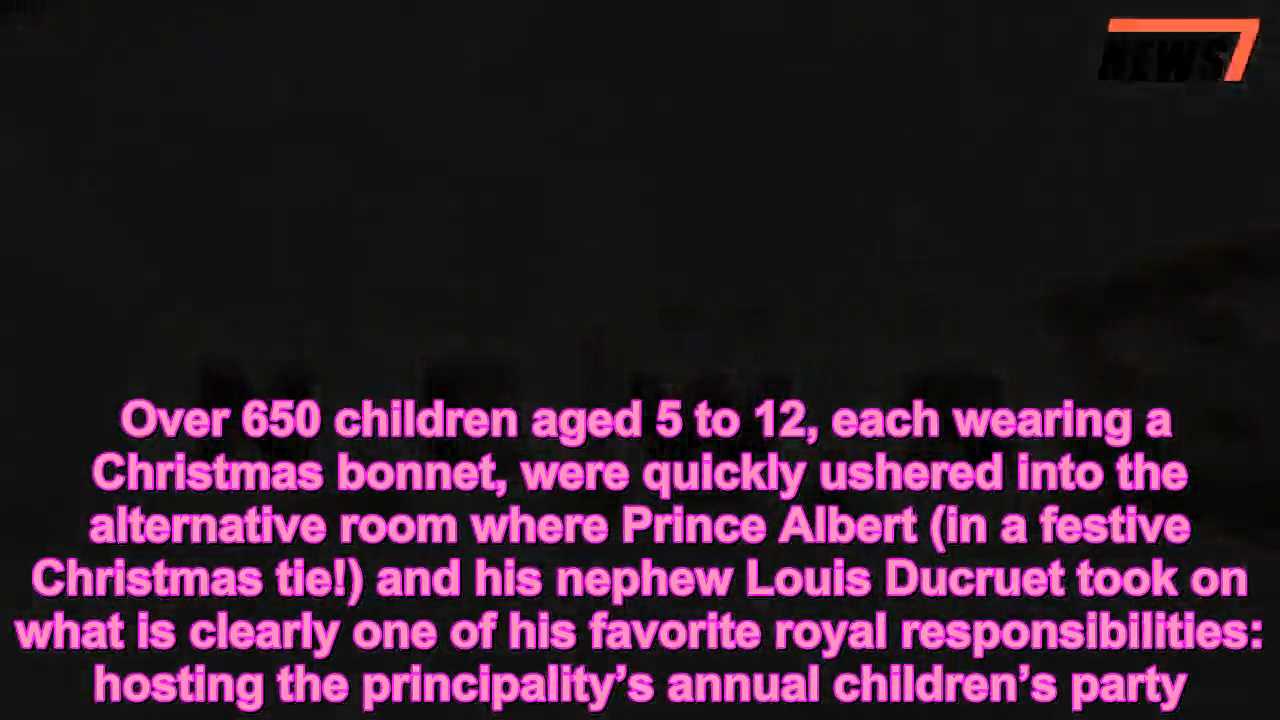 NEWS7
Over 650 children aged 5 to 12, each wearing a
Christmas bonnet, were quickly ushered into the
alternative room where Prince Albert (in a festive
Christmas tie!) and his nephew Louis Ducruet took on
what is clearly one of his favorite royal responsibilities:
hosting the principality’s annual children’s party